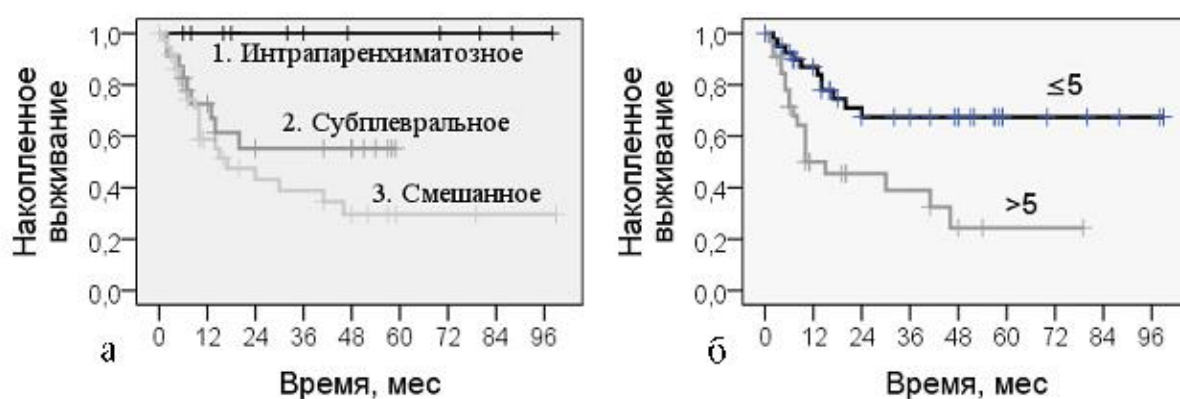 Накопленное
выживание
1,0
0,8
0,6
0,4
0,2
0,0
1. Интрапаренхиматозное
2. Субплевральное
3. Смешанное
0 12 24 36 48 60 72 84 96
а
Время, мес
Накопленное
выживание
1,0
0,8
0,6
0,4
0,2
0,0
≤5
>5
0 12 24 36 48 60 72 84 96
б
Время, мес